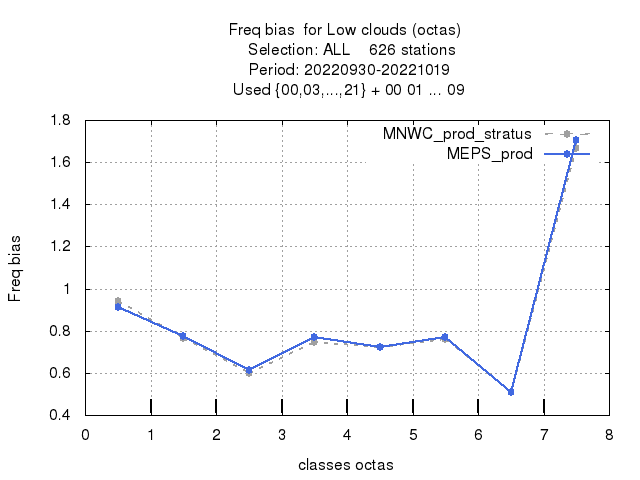 Freq bias  for Low clouds (octas)
Selection: ALL    626 stations
Period: 20220930-20221019
Used {00,03,...,21} + 00 01 ... 09
1.8
1.6
1.4
1.2
1
0.8
0.6
0.4
Freq bias
MNWC_prod_stratus
MEPS_prod
0 1 2 3 4 5 6 7 8
classes octas